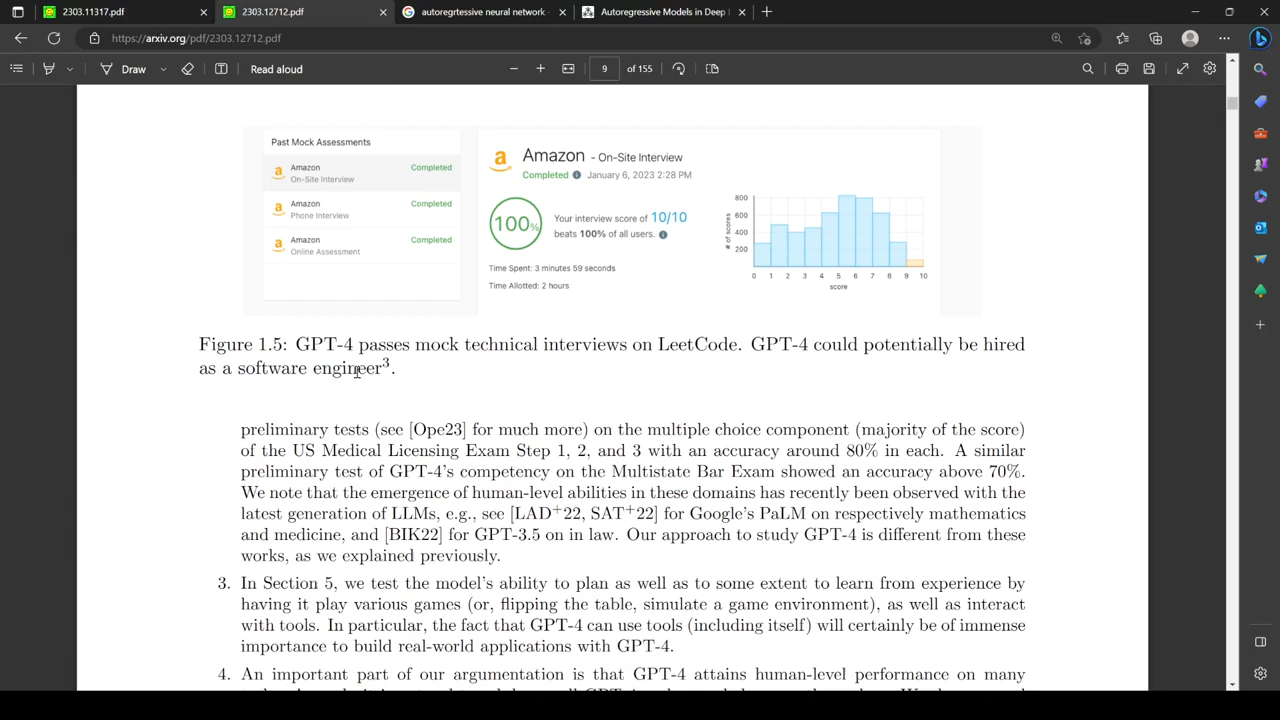 2303.11317.pdf
2303.12712.pdf
autoregrtessive neural network -
Autoregressive Models in Deep
https://arxiv.org/pdf/2303.12712.pdf
Draw
Read aloud
9
of 155
Past Mock Assessments
Amazon
On-Site Interview
Completed
Amazon
Phone Interview
Completed
Amazon
Online Assessment
Completed
Amazon - On-Site Interview
Completed
January 6, 2023 2:28 PM
100%
Your interview score of 10/10
beats 100% of all users.
Time Spent: 3 minutes 59 seconds
Time Allotted: 2 hours
# of scores
800
600
400
200
0 1 2 3 4 5 6 7 8 9 10
score
Figure 1.5: GPT-4 passes mock technical interviews on LeetCode. GPT-4 could potentially be hired
as a software engineer³.
preliminary tests (see [Ope23] for much more) on the multiple choice component (majority of the score)
of the US Medical Licensing Exam Step 1, 2, and 3 with an accuracy around 80% in each. A similar
preliminary test of GPT-4's competency on the Multistate Bar Exam showed an accuracy above 70%.
We note that the emergence of human-level abilities in these domains has recently been observed with the
latest generation of LLMs, e.g., see [LAD⁺22, SAT⁺22] for Google's PaLM on respectively mathematics
and medicine, and [BIK22] for GPT-3.5 on in law. Our approach to study GPT-4 is different from these
works, as we explained previously.
3. In Section 5, we test the model's ability to plan as well as to some extent to learn from experience by
having it play various games (or, flipping the table, simulate a game environment), as well as interact
with tools. In particular, the fact that GPT-4 can use tools (including itself) will certainly be of immense
importance to build real-world applications with GPT-4.
4. An important part of our argumentation is that GPT-4 attains human-level performance on many